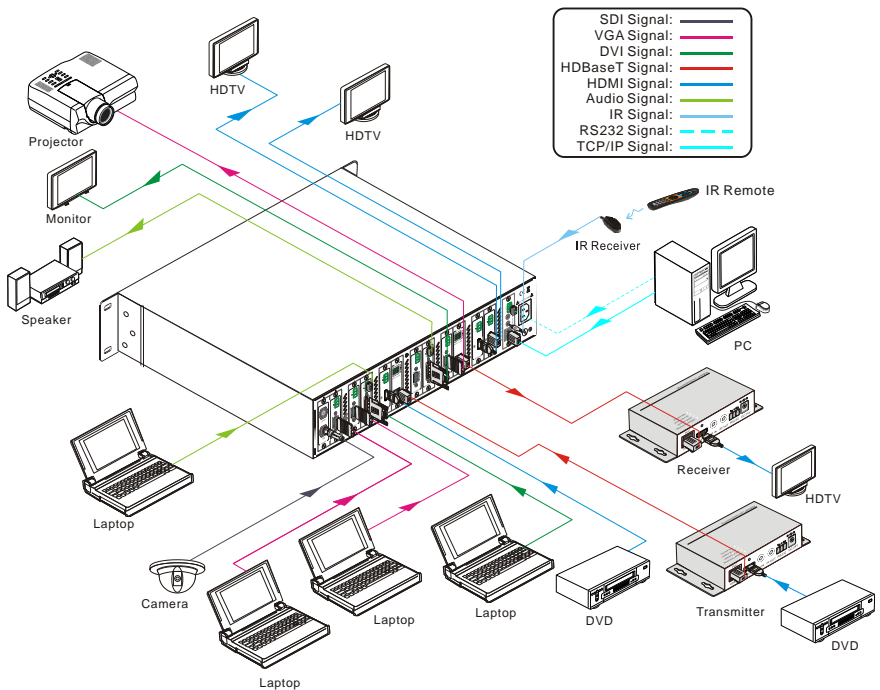 SDI Signal:
VGA Signal:
DVI Signal:
HDBaseT Signal:
HDMI Signal:
Audio Signal:
IR Signal:
RS232 Signal:
TCP/IP Signal:
HDTV
HDTV
Projector
Monitor
Speaker
IR Remote
IR Receiver
PC
Receiver
HDTV
Laptop
Camera
Laptop
Laptop
Laptop
DVD
Transmitter
DVD